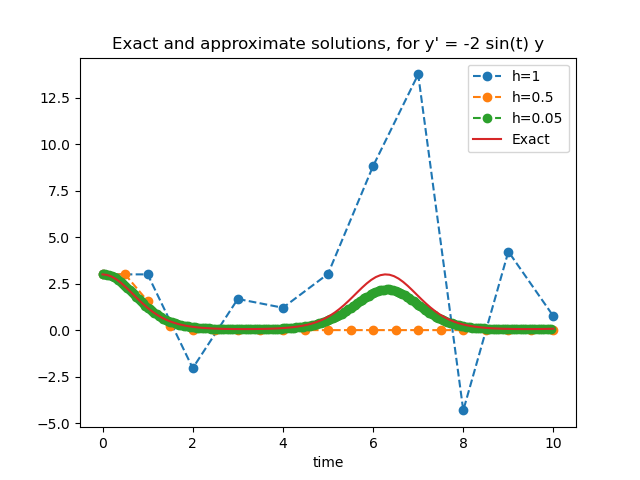 Exact and approximate solutions, for y' = -2 sin(t) y
h=1
h=0.5
h=0.05
Exact
12.5
10.0
7.5
5.0
2.5
0.0
−2.5
−5.0
0 2 4 6 8 10
time